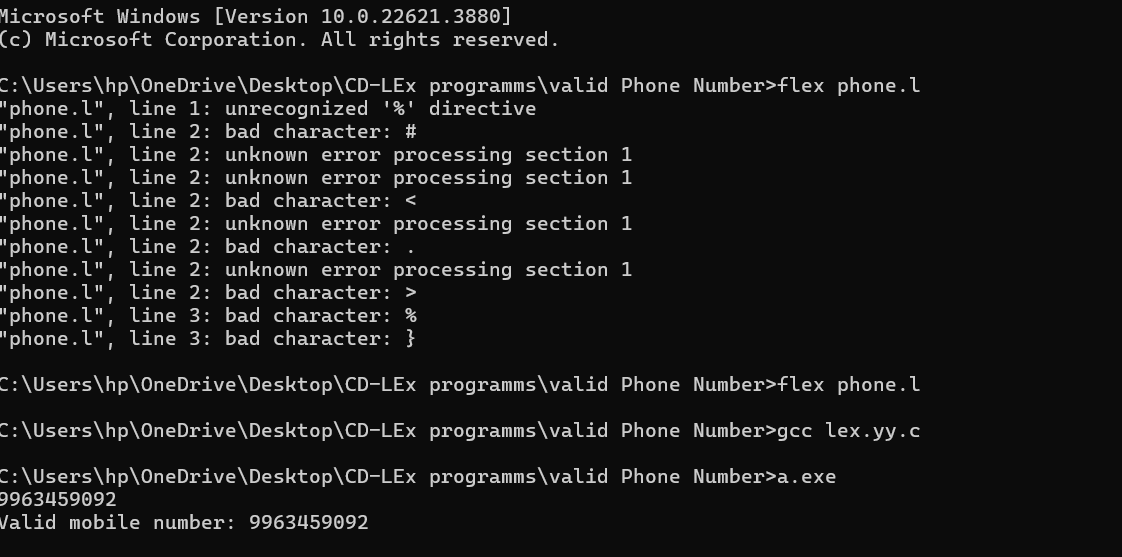 Microsoft Windows [Version 10.0.22621.3880]
(c) Microsoft Corporation. All rights reserved.
C:\Users\hp\OneDrive\Desktop\CD-LEx programms\valid Phone Number>flex phone.l
"phone.l", line 1: unrecognized '%' directive
"phone.l", line 2: bad character: #
"phone.l", line 2: unknown error processing section 1
"phone.l", line 2: unknown error processing section 1
"phone.l", line 2: bad character: <
"phone.l", line 2: unknown error processing section 1
"phone.l", line 2: bad character: .
"phone.l", line 2: unknown error processing section 1
"phone.l", line 2: bad character: >
"phone.l", line 3: bad character: %
"phone.l", line 3: bad character: }
C:\Users\hp\OneDrive\Desktop\CD-LEx programms\valid Phone Number>flex phone.l
C:\Users\hp\OneDrive\Desktop\CD-LEx programms\valid Phone Number>gcc lex.yy.c
C:\Users\hp\OneDrive\Desktop\CD-LEx programms\valid Phone Number>a.exe
9963459092
Valid mobile number: 9963459092